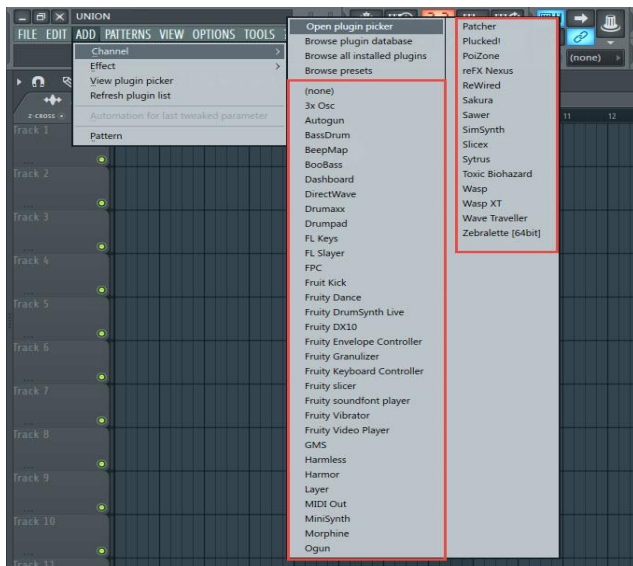 UNION
FILE EDIT ADD PATTERNS VIEW OPTIONS TOOLS
Channel
Effect
View plugin picker
Refresh plugin list
Automation for last tweaked parameter
Pattern
Open plugin picker
Browse plugin database
Browse all installed plugins
Browse presets
(none)
3x Osc
Autogun
BassDrum
BeepMap
BooBass
Dashboard
DirectWave
Drumaxx
Drumpad
FL Keys
FL Slayer
FPC
Fruit Kick
Fruity Dance
Fruity DrumSynth Live
Fruity DX10
Fruity Envelope Controller
Fruity Granulizer
Fruity Keyboard Controller
Fruity slicer
Fruity soundfont player
Fruity Vibrator
Fruity Video Player
GMS
Harmless
Harmor
Layer
MIDI Out
MiniSynth
Morphine
Ogun
Patcher
Plucked!
PoiZone
reFX Nexus
ReWired
Sakura
Sawer
SimSynth
Slicex
Sytrus
Toxic Biohazard
Wasp
Wasp XT
Wave Traveller
Zebralette [64bit]
(none)
11 12
Z-CROSS
Track 1
Track 2
Track 3
Track 4
Track 5
Track 6
Track 7
Track 8
Track 9
Track 10
Track 11